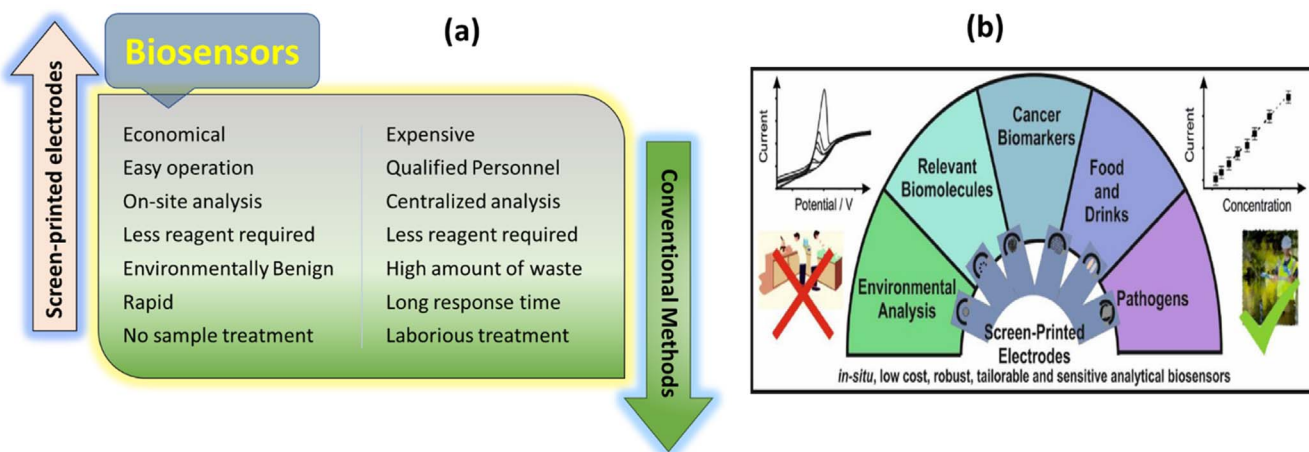 (a)
Biosensors
Screen-printed electrodes
Economical
Easy operation
On-site analysis
Less reagent required
Environmentally Benign
Rapid
No sample treatment
Expensive
Qualified Personnel
Centralized analysis
Less reagent required
High amount of waste
Long response time
Laborious treatment
Conventional Methods
(b)
Current
Potential / V
Environmental
Analysis
Relevant
Biomolecules
Cancer
Biomarkers
Food
and
Drinks
Pathogens
Current
Concentration
Screen-Printed
Electrodes
in-situ, low cost, robust, tailorable and sensitive analytical biosensors